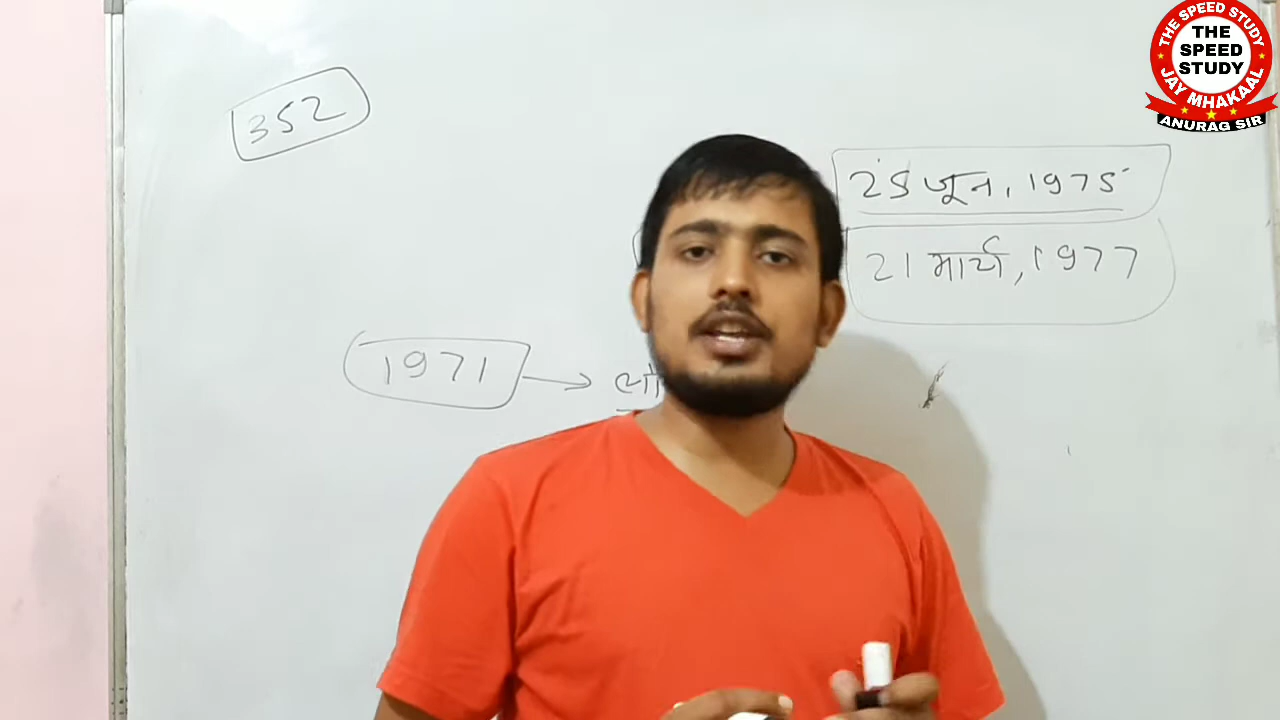 THE SPEED STUDY
THE
SPEED
STUDY
JAY MHAKAAL
ANURAG SIR
352
25 जून, 1975
21 मार्च, 1977
1971 →